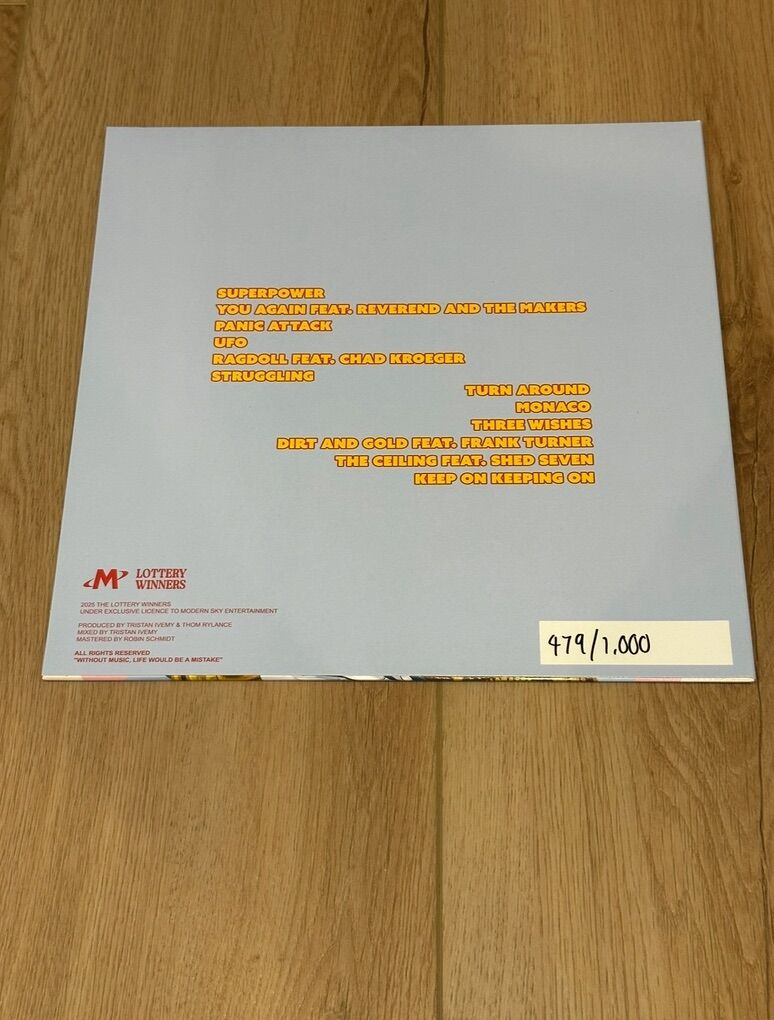 SUPERPOWER
YOU AGAIN FEAT. REVEREND AND THE MAKERS
PANIC ATTACK
UFO
RAGDOLL FEAT. CHAD KROEGER
STRUGGLING
TURN AROUND
MONACO
THREE WISHES
DIRT AND GOLD FEAT. FRANK TURNER
THE CEILING FEAT. SHED SEVEN
KEEP ON KEEPING ON
M LOTTERY
WINNERS
2025 THE LOTTERY WINNERS
UNDER EXCLUSIVE LICENCE TO MODERN SKY ENTERTAINMENT
PRODUCED BY TRISTAN IVEMY & THOM RYLANCE
MIXED BY TRISTAN IVEMY
MASTERED BY ROBIN SCHMIDT
ALL RIGHTS RESERVED
"WITHOUT MUSIC, LIFE WOULD BE A MISTAKE"
479/1,000